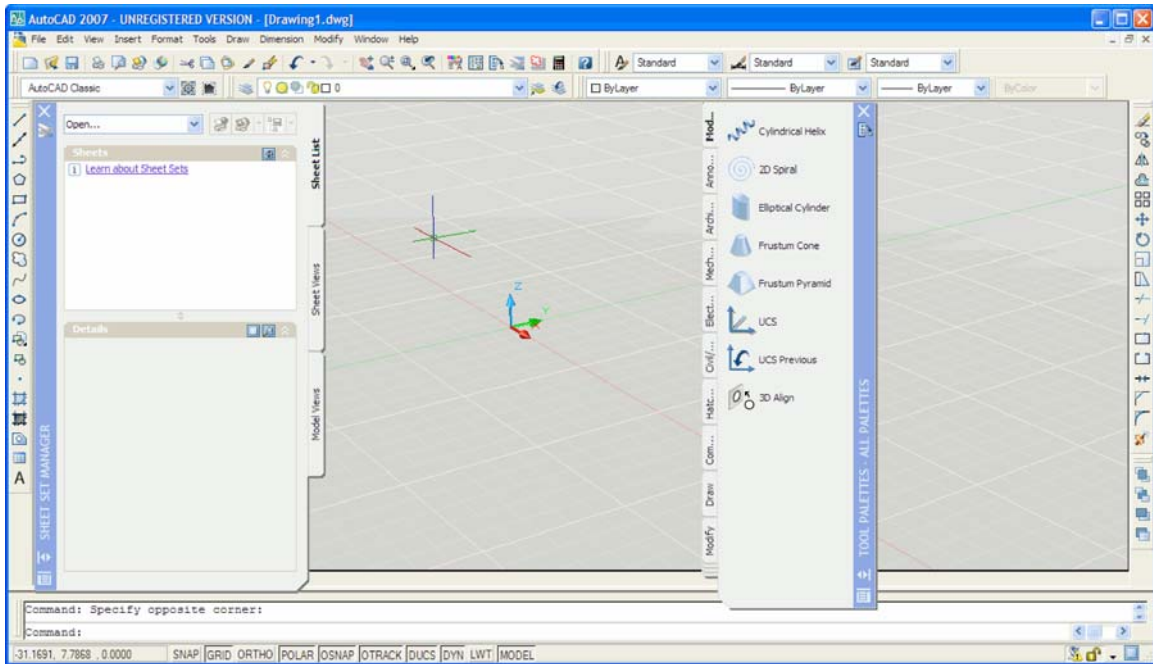 AutoCAD 2007 - UNREGISTERED VERSION - [Drawing1.dwg]
File Edit View Insert Format Tools Draw Dimension Modify Window Help
Standard Standard Standard
AutoCAD Classic 0 ByLayer ByLayer ByLayer ByColor
Open...
Sheets
Learn about Sheet Sets
Details
Sheet List
Sheet Views
Model Views
SHEET SET MANAGER
Z
Y
Mod...
Anno...
Archi...
Mech...
Elect...
Civil/...
Hatc...
Com...
Draw
Modify
Cylindrical Helix
2D Spiral
Elliptical Cylinder
Frustum Cone
Frustum Pyramid
UCS
UCS Previous
3D Align
TOOL PALETTES - ALL PALETTES
A
Command: Specify opposite corner:
Command:
-31.1691, 7.7868 , 0.0000 SNAP GRID ORTHO POLAR OSNAP OTRACK DUCS DYN LWT MODEL